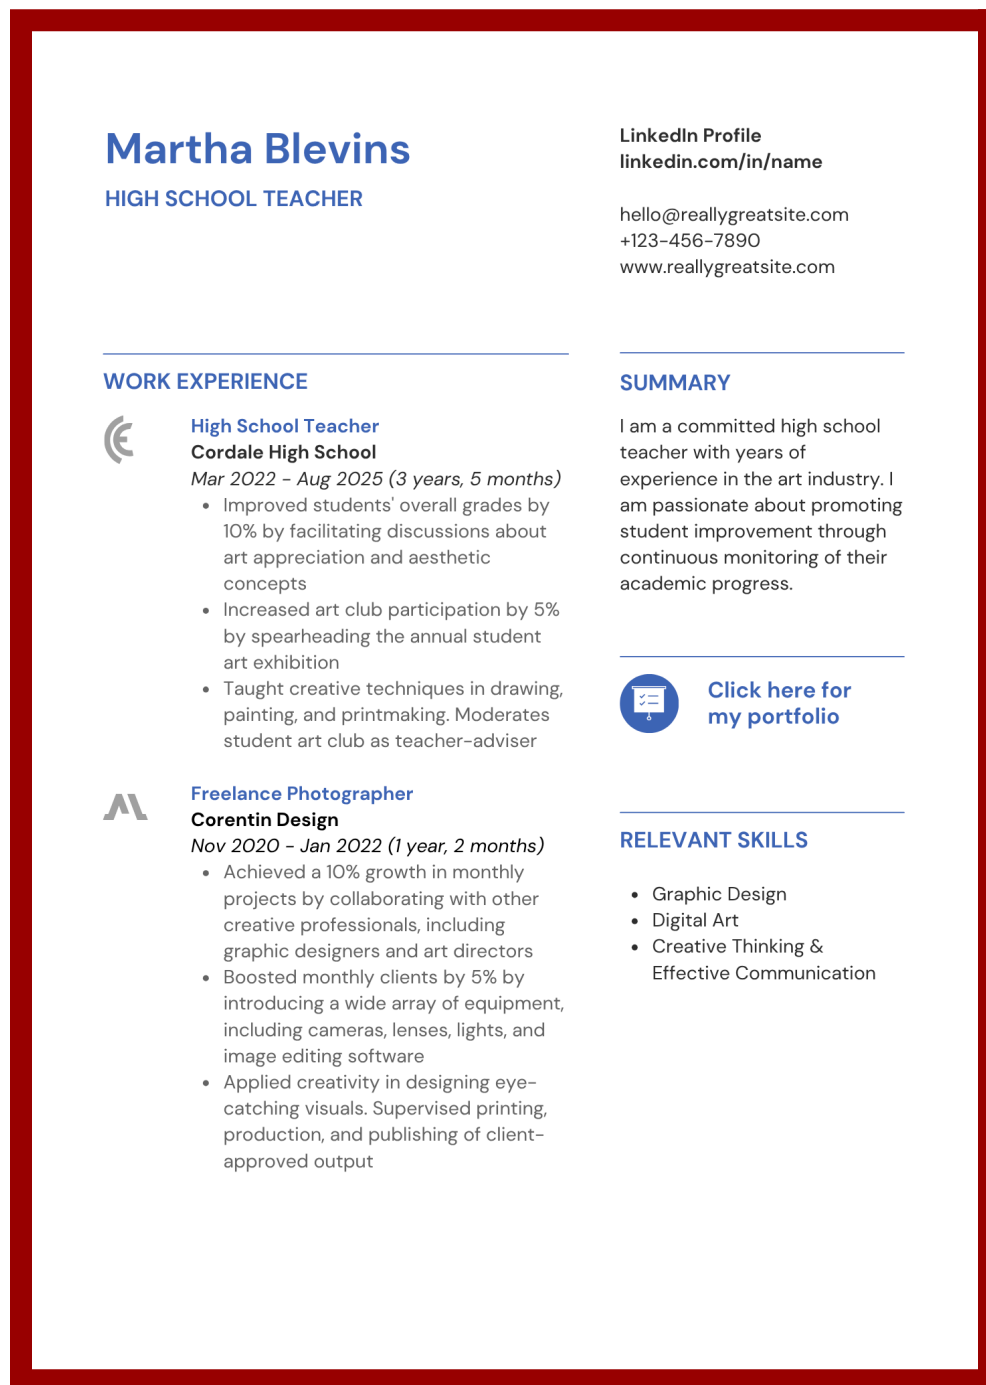 Martha Blevins
HIGH SCHOOL TEACHER
LinkedIn Profile
linkedin.com/in/name
hello@reallygreatsite.com
+123-456-7890
www.reallygreatsite.com
WORK EXPERIENCE
High School Teacher
Cordale High School
Mar 2022 - Aug 2025 (3 years, 5 months)
• Improved students' overall grades by
10% by facilitating discussions about
art appreciation and aesthetic
concepts
• Increased art club participation by 5%
by spearheading the annual student
art exhibition
• Taught creative techniques in drawing,
painting, and printmaking. Moderates
student art club as teacher-adviser
Freelance Photographer
Corentin Design
Nov 2020 - Jan 2022 (1 year, 2 months)
• Achieved a 10% growth in monthly
projects by collaborating with other
creative professionals, including
graphic designers and art directors
• Boosted monthly clients by 5% by
introducing a wide array of equipment,
including cameras, lenses, lights, and
image editing software
• Applied creativity in designing eye-
catching visuals. Supervised printing,
production, and publishing of client-
approved output
SUMMARY
I am a committed high school
teacher with years of
experience in the art industry. I
am passionate about promoting
student improvement through
continuous monitoring of their
academic progress.
Click here for
my portfolio
RELEVANT SKILLS
• Graphic Design
• Digital Art
• Creative Thinking &
Effective Communication